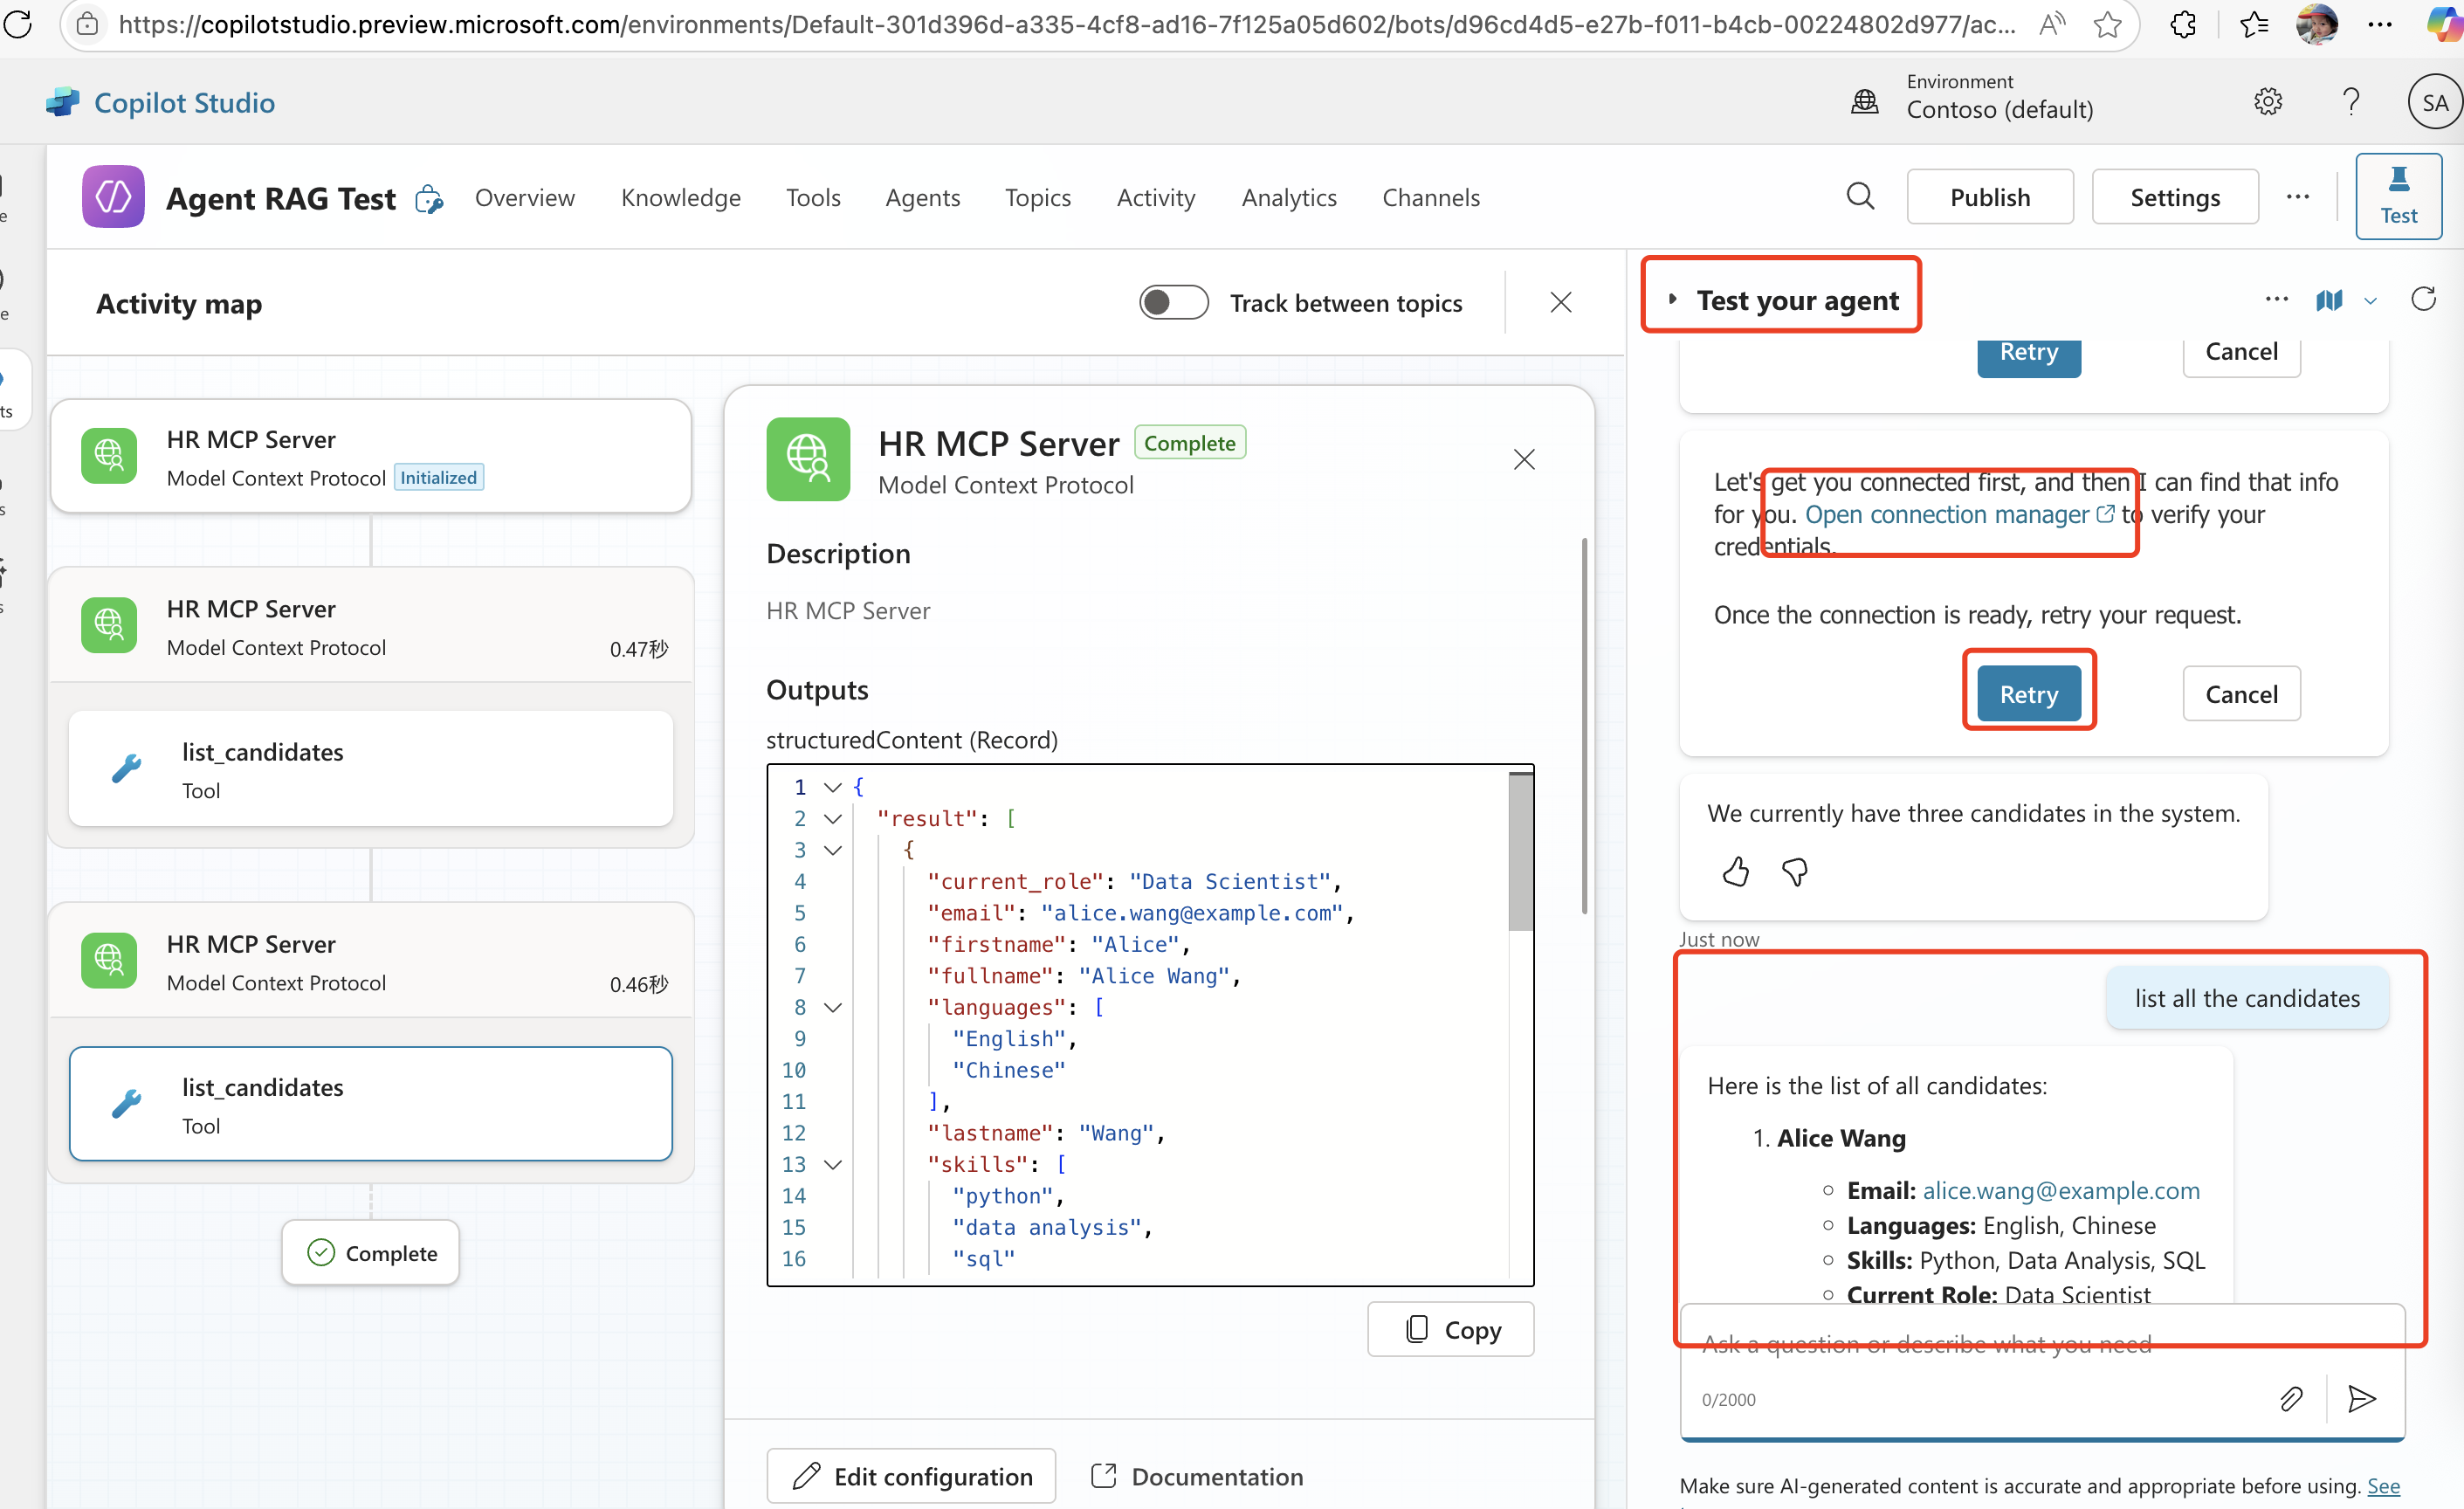 https://copilotstudio.preview.microsoft.com/environments/Default-301d396d-a335-4cf8-ad16-7f125a05d602/bots/d96cd4d5-e27b-f011-b4cb-00224802d977/ac...
Copilot Studio
Environment
Contoso (default)
SA
Agent RAG Test
Overview
Knowledge
Tools
Agents
Topics
Activity
Analytics
Channels
Publish
Settings
Test
Activity map
Track between topics
HR MCP Server
Model Context Protocol
Initialized
HR MCP Server
Model Context Protocol
0.47秒
list_candidates
Tool
HR MCP Server
Model Context Protocol
0.46秒
list_candidates
Tool
Complete
HR MCP Server
Complete
Model Context Protocol
Description
HR MCP Server
Outputs
structuredContent (Record)
1 {
2 "result": [
3 {
4 "current_role": "Data Scientist",
5 "email": "alice.wang@example.com",
6 "firstname": "Alice",
7 "fullname": "Alice Wang",
8 "languages": [
9 "English",
10 "Chinese"
11 ],
12 "lastname": "Wang",
13 "skills": [
14 "python",
15 "data analysis",
16 "sql"
Copy
Edit configuration
Documentation
Test your agent
Retry
Cancel
Let's get you connected first, and then I can find that info
for you. Open connection manager to verify your
credentials.
Once the connection is ready, retry your request.
Retry
Cancel
We currently have three candidates in the system.
Just now
list all the candidates
Here is the list of all candidates:
1. Alice Wang
Email: alice.wang@example.com
Languages: English, Chinese
Skills: Python, Data Analysis, SQL
Current Role: Data Scientist
Ask a question or describe what you need
0/2000
Make sure AI-generated content is accurate and appropriate before using. See